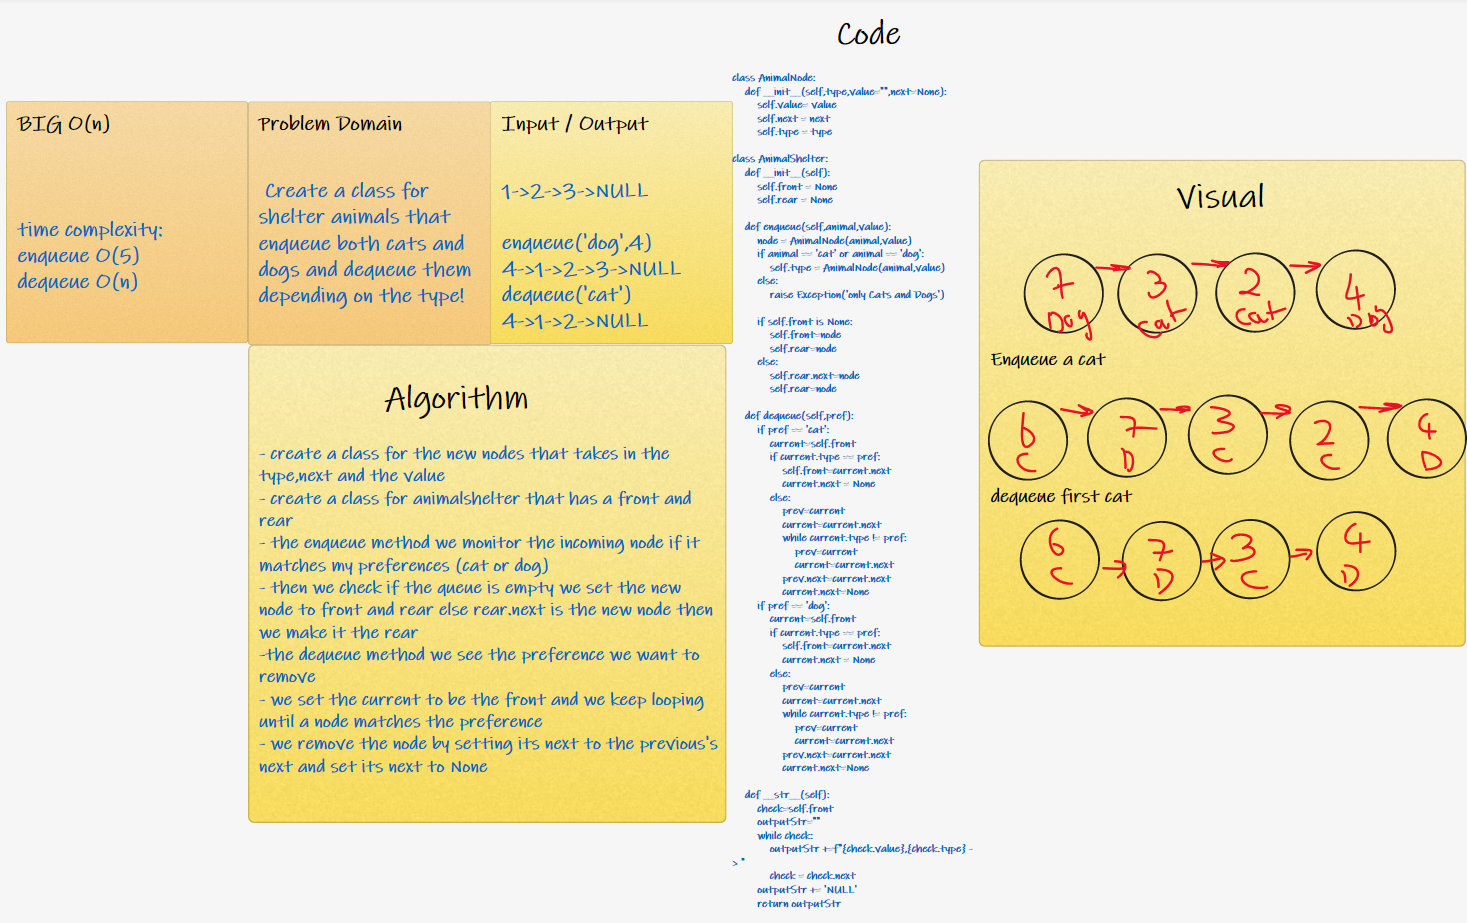 Code
BIG O(n)
time complexity:
enqueue O(5)
dequeue O(n)
Problem Domain
Create a class for
shelter animals that
enqueue both cats and
dogs and dequeue them
depending on the type!
Input / Output
1->2->3->NULL
enqueue('dog',4)
4->1->2->3->NULL
dequeue('cat')
4->1->2->NULL
Algorithm
- create a class for the new nodes that takes in the
type,next and the value
- create a class for animalshelter that has a front and
rear
- the enqueue method we monitor the incoming node if it
matches my preferences (cat or dog)
- then we check if the queue is empty we set the new
node to front and rear else rear.next is the new node then
we make it the rear
-the dequeue method we see the preference we want to
remove
- we set the current to be the front and we keep looping
until a node matches the preference
- we remove the node by setting its next to the previous's
next and set its next to None
class AnimalNode:
def __init__(self,type,value="",next=None):
self.value= value
self.next = next
self.type = type
class AnimalShelter:
def __init__(self):
self.front = None
self.rear = None
def enqueue(self,animal,value):
node = AnimalNode(animal,value)
if animal == 'cat' or animal == 'dog':
self.type = AnimalNode(animal,value)
else:
raise Exception('only Cats and Dogs')
if self.front is None:
self.front=node
self.rear=node
else:
self.rear.next=node
self.rear=node
def dequeue(self,pref):
if pref == 'cat':
current=self.front
if current.type == pref:
self.front=current.next
current.next = None
else:
prev=current
current=current.next
while current.type != pref:
prev=current
current=current.next
prev.next=current.next
current.next=None
if pref == 'dog':
current=self.front
if current.type == pref:
self.front=current.next
current.next = None
else:
prev=current
current=current.next
while current.type != pref:
prev=current
current=current.next
prev.next=current.next
current.next=None
def __str__(self):
check=self.front
outputStr=""
while check:
outputStr +=f"{check.value},{check.type} -
> "
check = check.next
outputStr += 'NULL'
return outputStr
Visual
7 3 2 4
Dog cat cat Dog
Enqueue a cat
6 7 3 2 4
C D C C D
dequeue first cat
6 7 3 4
C D C D